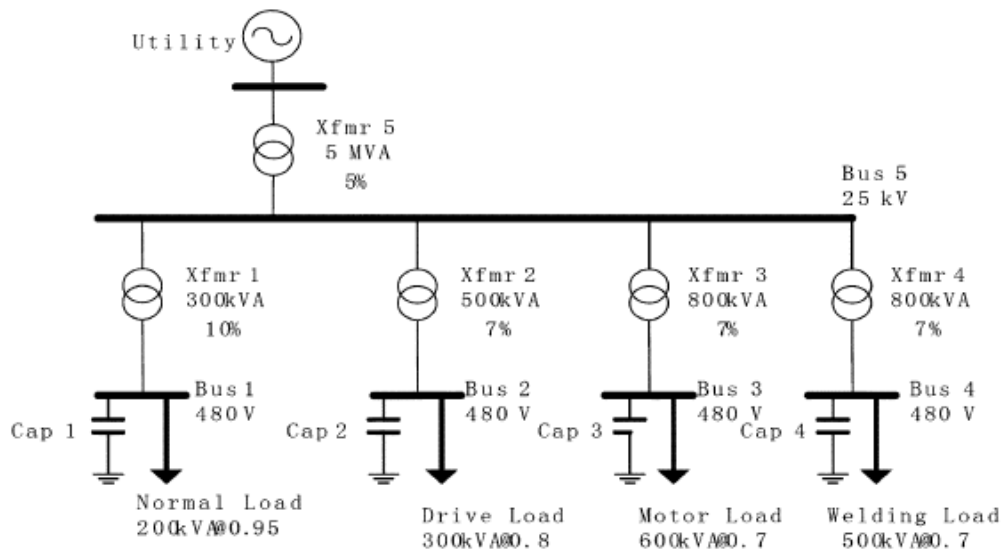 Utility
Xfmr 5
5 MVA
5%
Bus 5
25 kV
Xfmr 1
300kVA
10%
Xfmr 2
500kVA
7%
Xfmr 3
800kVA
7%
Xfmr 4
800kVA
7%
Bus 1
480 V
Cap 1
Bus 2
480 V
Cap 2
Bus 3
480 V
Cap 3
Bus 4
480 V
Cap 4
Normal Load
200kVA@0.95
Drive Load
300kVA@0.8
Motor Load
600kVA@0.7
Welding Load
500kVA@0.7